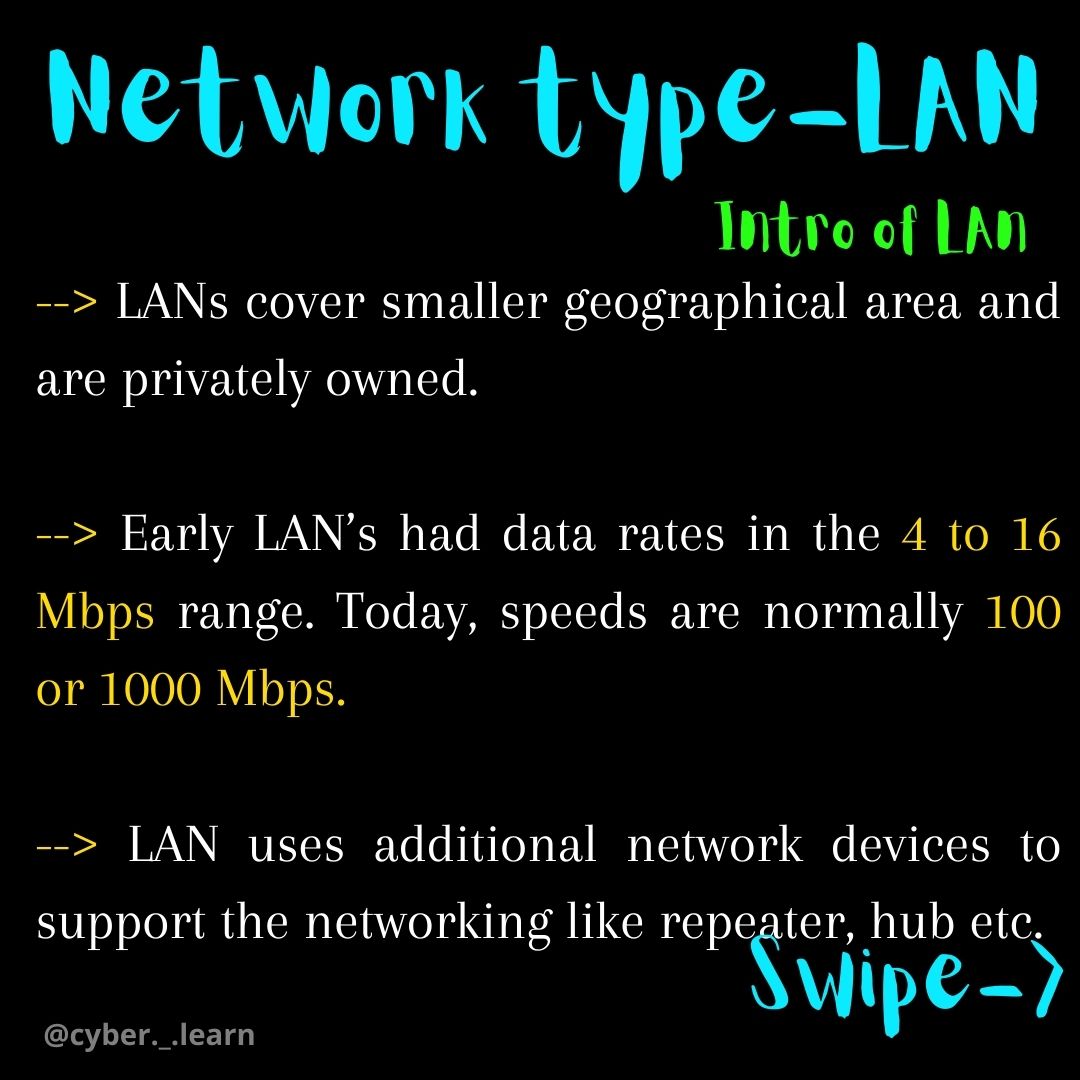 Network type-LAN
Intro of LAN
--> LANs cover smaller geographical area and
are privately owned.
--> Early LAN’s had data rates in the 4 to 16
Mbps range. Today, speeds are normally 100
or 1000 Mbps.
--> LAN uses additional network devices to
support the networking like repeater, hub etc.
Swipe->
@cyber._.learn